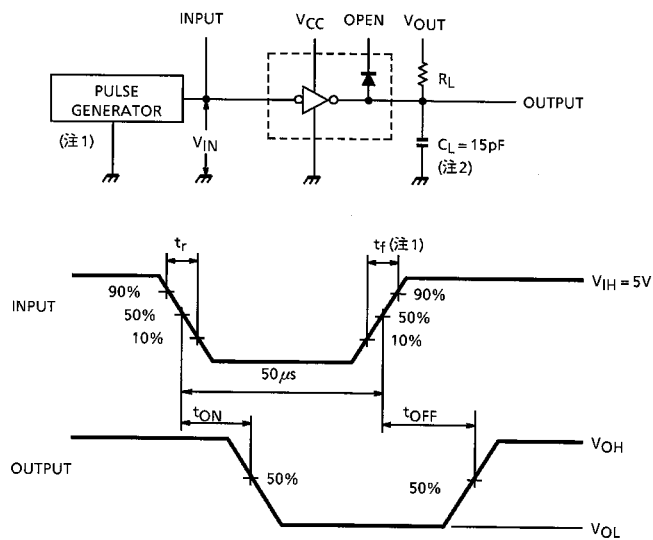 INPUT
VCC
OPEN
VOUT
PULSE
GENERATOR
(注1)
VIN
RL
OUTPUT
CL = 15pF
(注2)
tr
tf (注1)
INPUT
90%
50%
10%
90%
50%
10%
VIH = 5V
50μs
tON
tOFF
OUTPUT
50%
50%
VOH
VOL